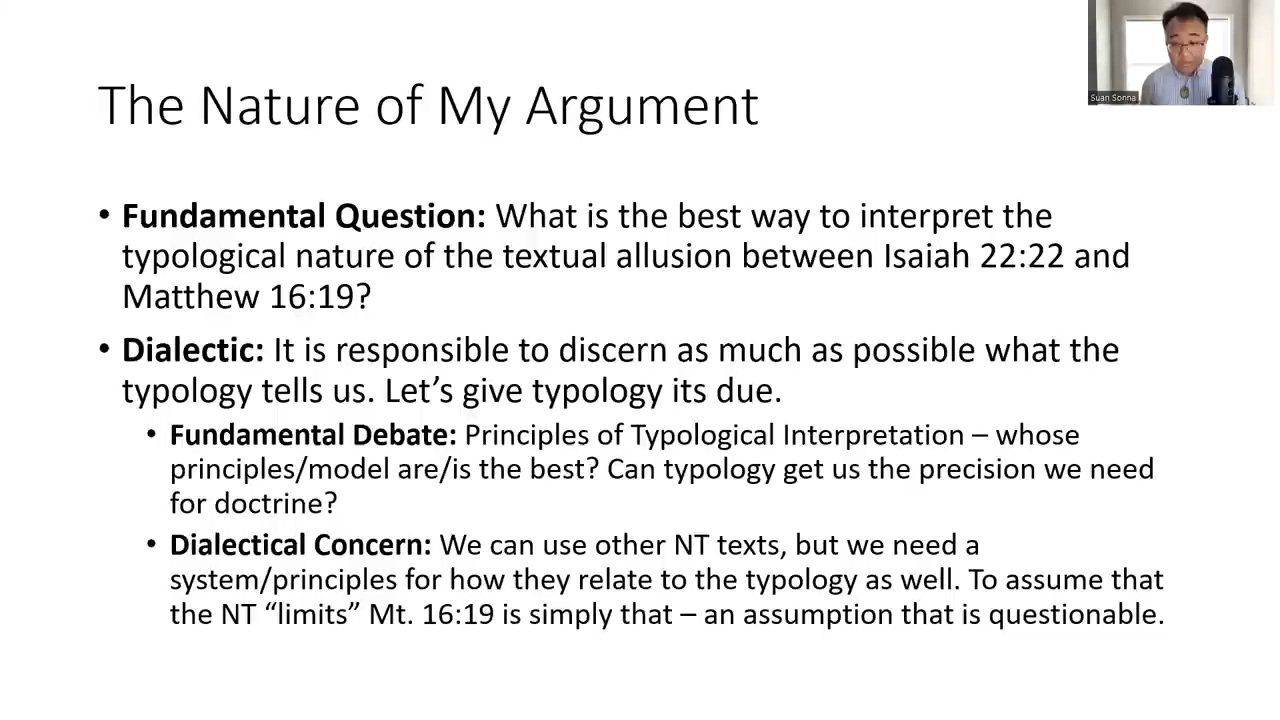 The Nature of My Argument
Suan Sonna
• Fundamental Question: What is the best way to interpret the
typological nature of the textual allusion between Isaiah 22:22 and
Matthew 16:19?
• Dialectic: It is responsible to discern as much as possible what the
typology tells us. Let’s give typology its due.
• Fundamental Debate: Principles of Typological Interpretation – whose
principles/model are/is the best? Can typology get us the precision we need
for doctrine?
• Dialectical Concern: We can use other NT texts, but we need a
system/principles for how they relate to the typology as well. To assume that
the NT “limits” Mt. 16:19 is simply that – an assumption that is questionable.